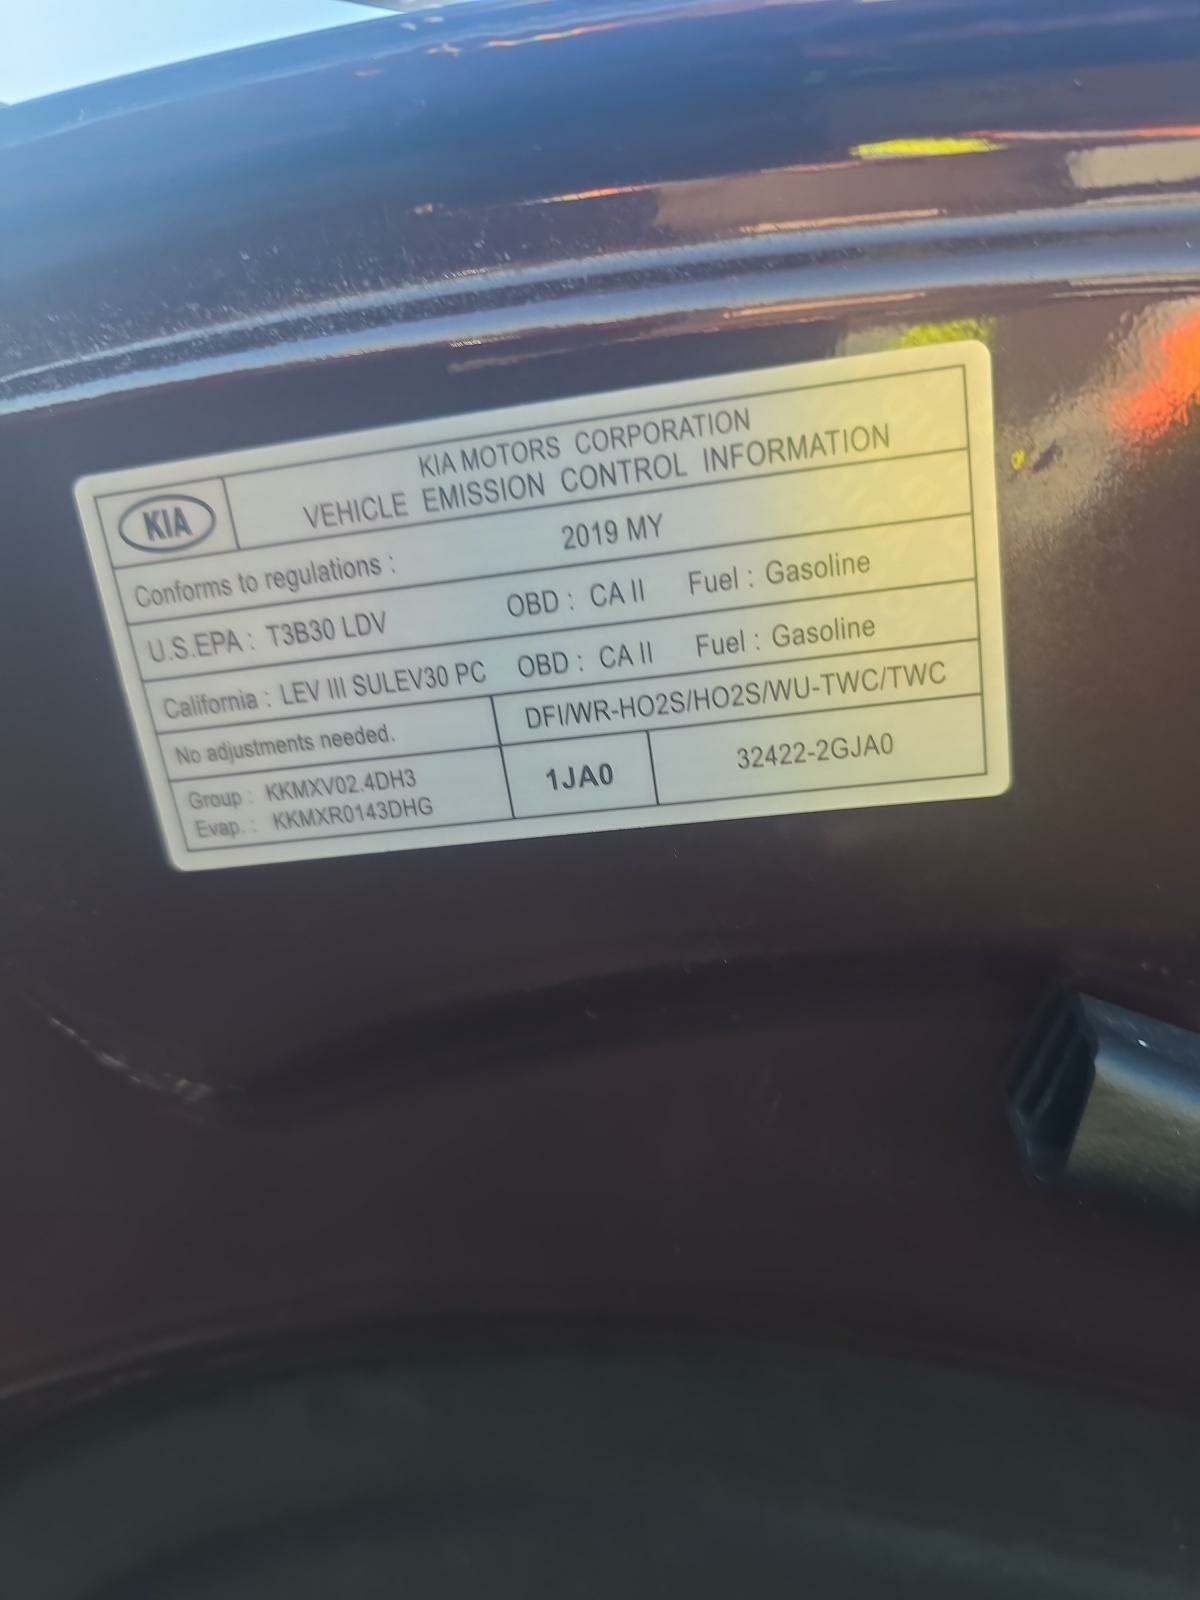 KIA
KIA MOTORS CORPORATION
VEHICLE EMISSION CONTROL INFORMATION
Conforms to regulations : 2019 MY
U.S.EPA : T3B30 LDV OBD : CA II Fuel : Gasoline
California : LEV III SULEV30 PC OBD : CA II Fuel : Gasoline
No adjustments needed. DFI/WR-HO2S/HO2S/WU-TWC/TWC
Group : KKMXV02.4DH3
Evap. : KKMXR0143DHG
1JA0
32422-2GJA0